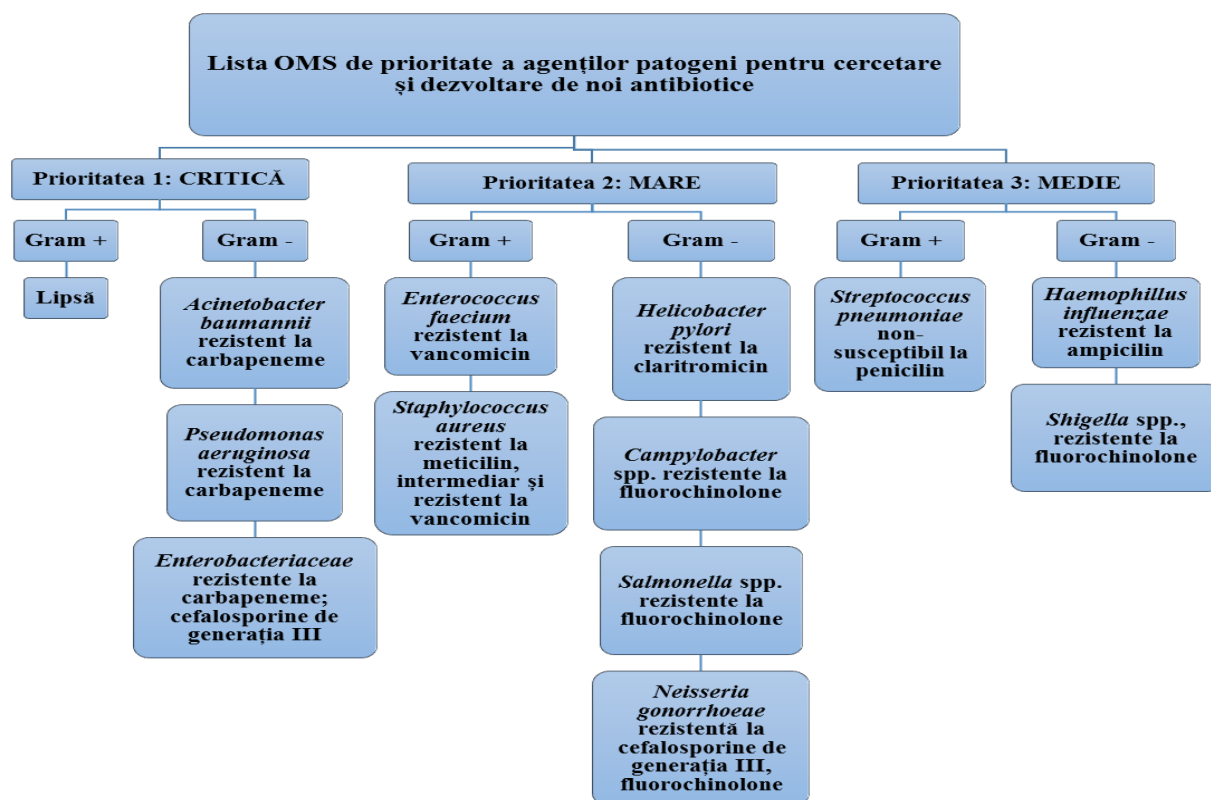 Lista OMS de prioritate a agenților patogeni pentru cercetare
și dezvoltare de noi antibiotice
Prioritatea 1: CRITICĂ
Gram +
Lipsă
Gram -
Acinetobacter
baumannii
rezistent la
carbapeneme
Pseudomonas
aeruginosa
rezistent la
carbapeneme
Enterobacteriaceae
rezistente la
carbapeneme;
cefalosporine de
generația III
Prioritatea 2: MARE
Gram +
Enterococcus
faecium
rezistent la
vancomicin
Staphylococcus
aureus
rezistent la
meticilin,
intermediar și
rezistent la
vancomicin
Gram -
Helicobacter
pylori
rezistent la
claritromicin
Campylobacter
spp. rezistente la
fluorochinolone
Salmonella spp.
rezistente la
fluorochinolone
Neisseria
gonorrhoeae
rezistentă la
cefalosporine de
generația III,
fluorochinolone
Prioritatea 3: MEDIE
Gram +
Streptococcus
pneumoniae
non-
susceptibil la
penicilin
Gram -
Haemophillus
influenzae
rezistent la
ampicilin
Shigella spp.,
rezistente la
fluorochinolone